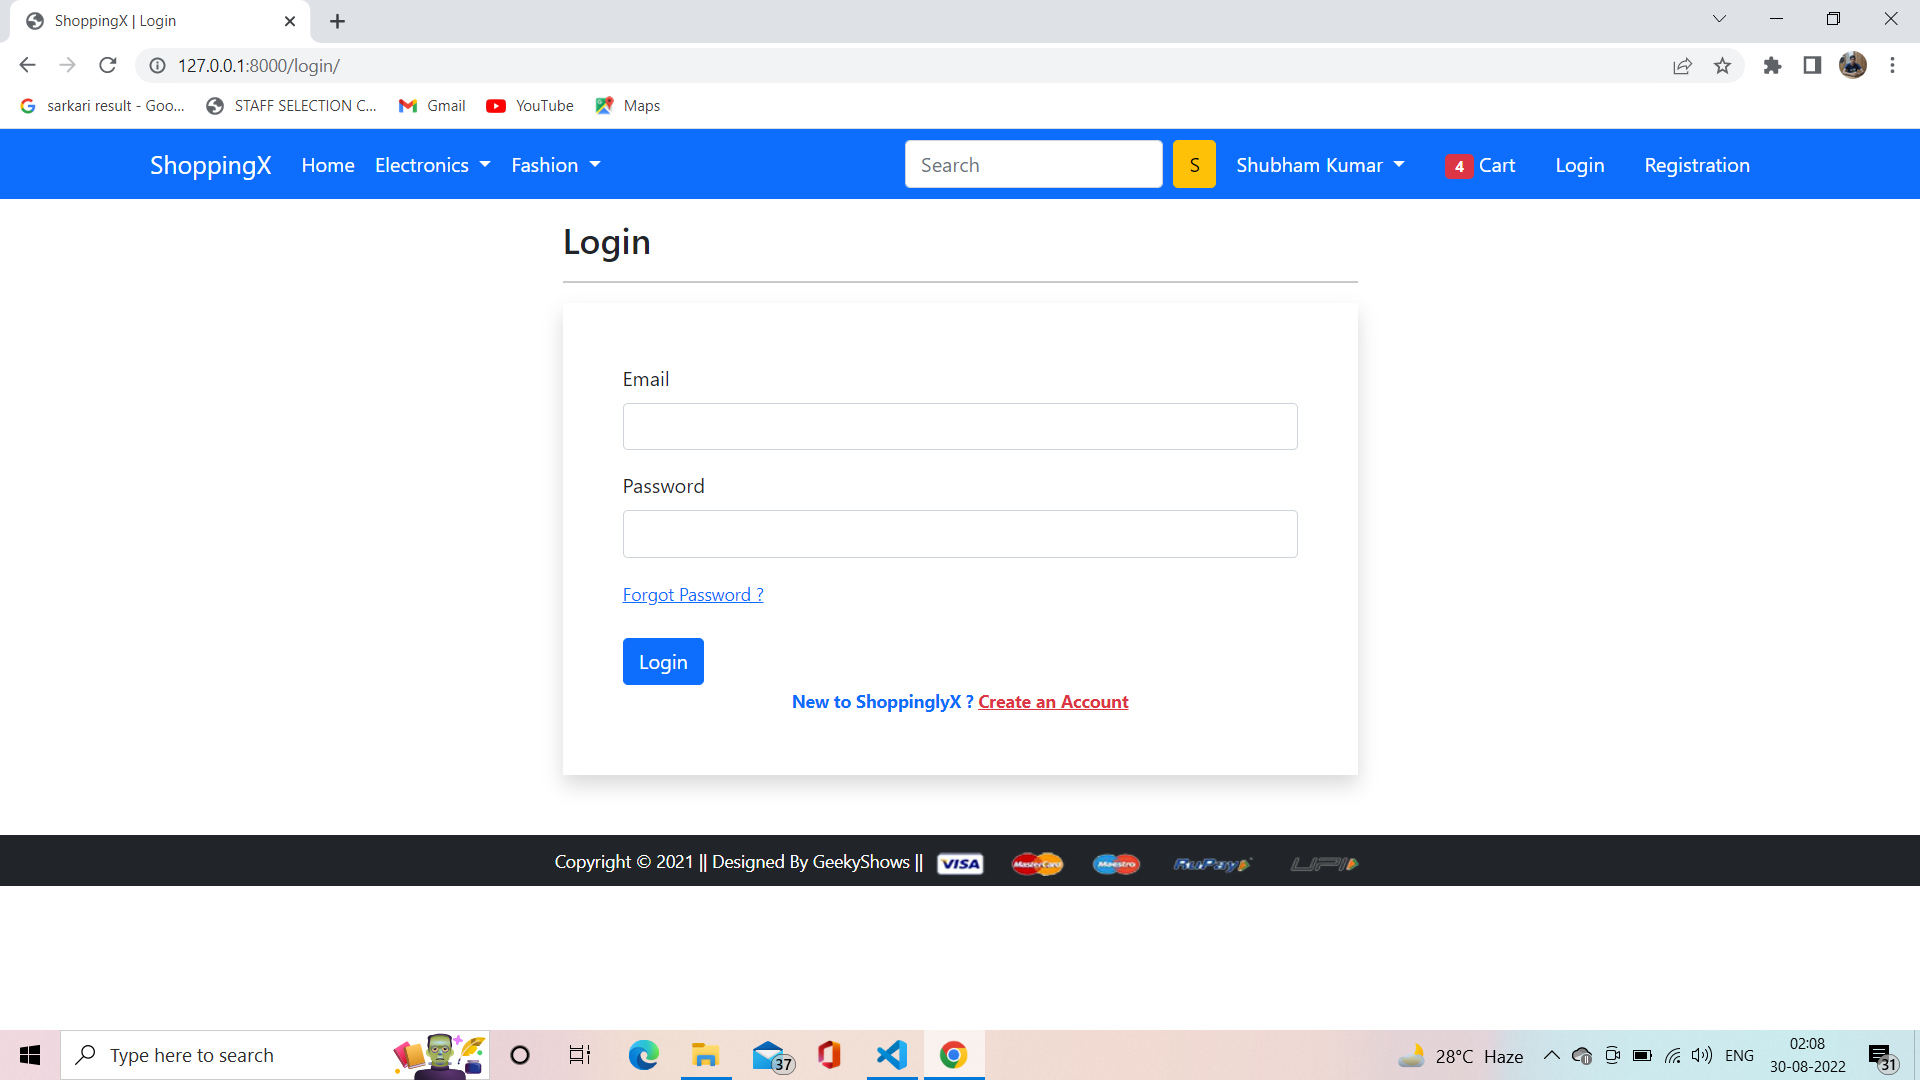 ShoppingX | Login
127.0.0.1:8000/login/
sarkari result - Goo... STAFF SELECTION C... Gmail YouTube Maps
ShoppingX Home Electronics Fashion Search S Shubham Kumar 4 Cart Login Registration
Login
Email
Password
Forgot Password ?
Login
New to ShoppinglyX ? Create an Account
Copyright © 2021 || Designed By GeekyShows || VISA MasterCard Maestro RuPay UPI
Type here to search 37 28°C Haze ENG 02:08
30-08-2022 31